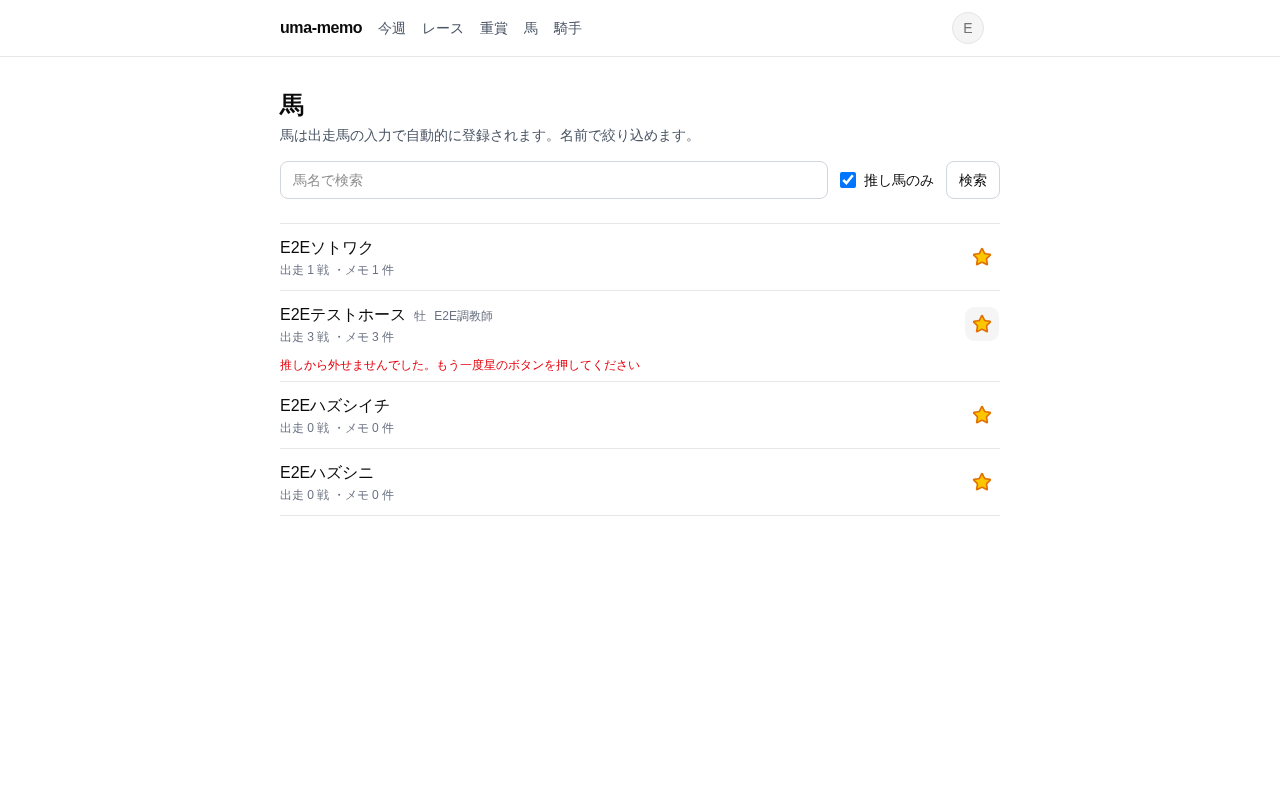 uma-memo 今週 レース 重賞 馬 騎手 E
馬
馬は出走馬の入力で自動的に登録されます。名前で絞り込めます。
馬名で検索 推し馬のみ 検索
E2Eソトワク
出走 1 戦 ・メモ 1 件
E2Eテストホース 牡 E2E調教師
出走 3 戦 ・メモ 3 件
推しから外せませんでした。もう一度星のボタンを押してください
E2Eハズシイチ
出走 0 戦 ・メモ 0 件
E2Eハズシニ
出走 0 戦 ・メモ 0 件